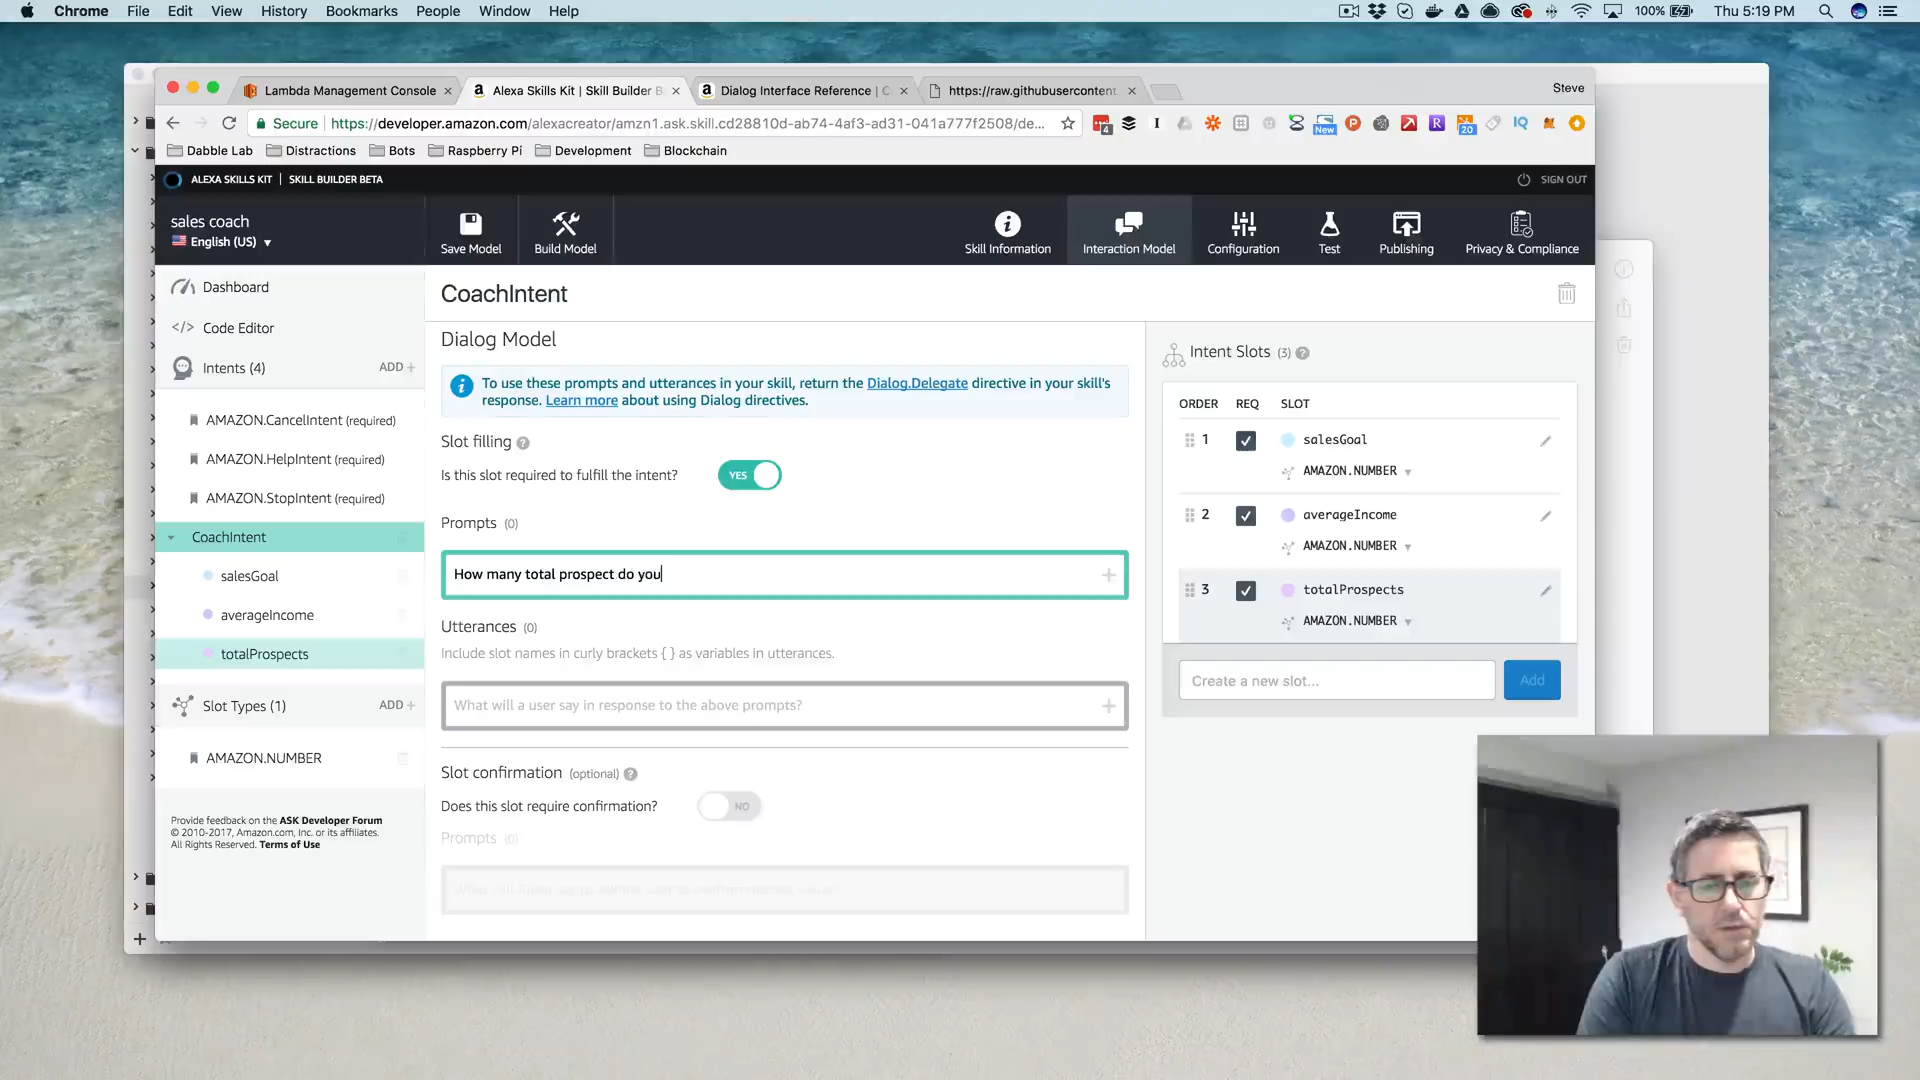 Chrome File Edit View History Bookmarks People Window Help
100% Thu 5:19 PM
Lambda Management Console
Alexa Skills Kit | Skill Builder B
Dialog Interface Reference | C
https://raw.githubusercontent
Steve
Secure | https://developer.amazon.com/alexacreator/amzn1.ask.skill.cd28810d-ab74-4af3-ad31-041a777f2508/de...
4 New 20 IQ
Dabble Lab Distractions Bots Raspberry Pi Development Blockchain
ALEXA SKILLS KIT | SKILL BUILDER BETA
SIGN OUT
sales coach
English (US)
Save Model
Build Model
Skill Information
Interaction Model
Configuration
Test
Publishing
Privacy & Compliance
Dashboard
Code Editor
Intents (4) ADD +
AMAZON.CancelIntent (required)
AMAZON.HelpIntent (required)
AMAZON.StopIntent (required)
CoachIntent
salesGoal
averageIncome
totalProspects
Slot Types (1) ADD +
AMAZON.NUMBER
Provide feedback on the ASK Developer Forum
© 2010-2017, Amazon.com, Inc. or its affiliates.
All Rights Reserved. Terms of Use
CoachIntent
Dialog Model
To use these prompts and utterances in your skill, return the Dialog.Delegate directive in your skill's
response. Learn more about using Dialog directives.
Slot filling
Is this slot required to fulfill the intent? YES
Prompts (0)
How many total prospect do you
Utterances (0)
Include slot names in curly brackets { } as variables in utterances.
What will a user say in response to the above prompts?
Slot confirmation (optional)
Does this slot require confirmation? NO
Prompts (0)
Intent Slots (3)
ORDER REQ SLOT
1 salesGoal
AMAZON.NUMBER
2 averageIncome
AMAZON.NUMBER
3 totalProspects
AMAZON.NUMBER
Create a new slot... Add